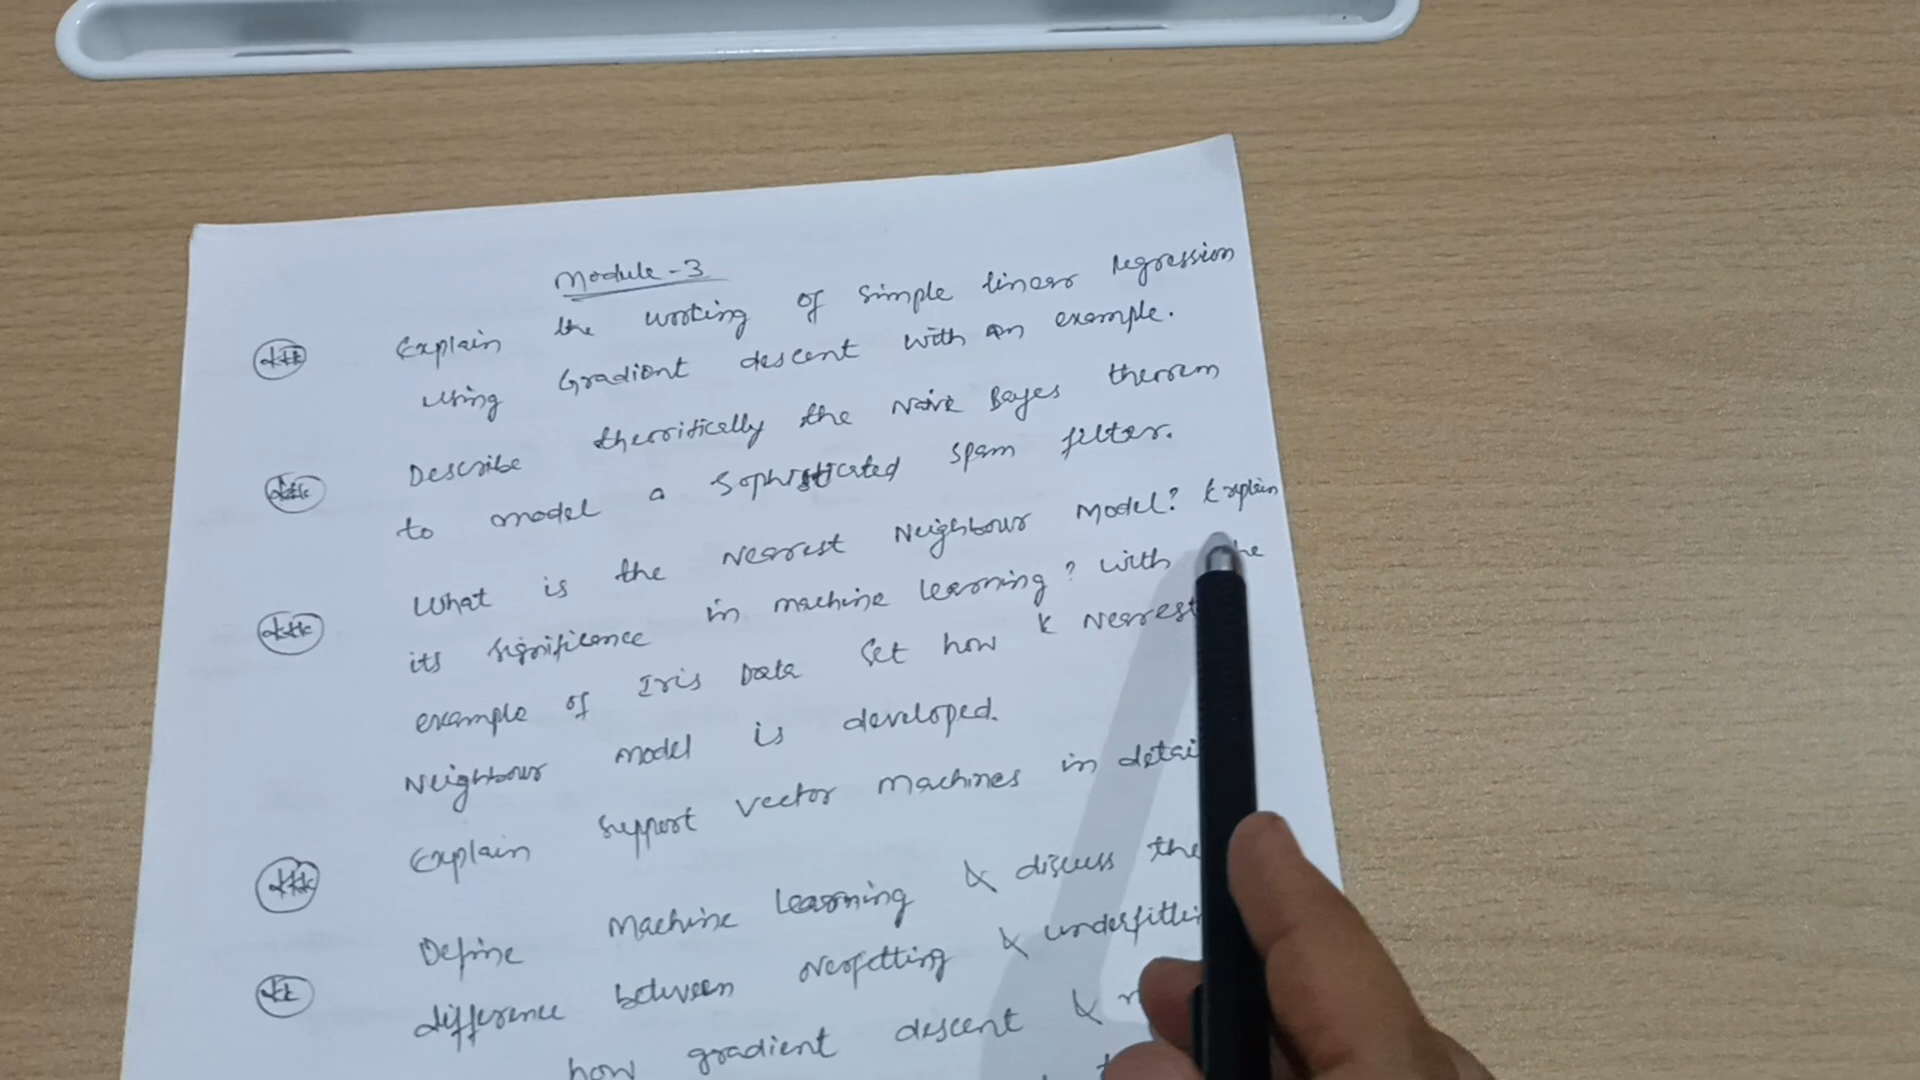 Module-3
*** Explain the working of simple linear regression
using Gradient descent with an example.
*** Describe theoritically the Naive Bayes theorem
to model a sophisticated spam filter.
*** What is the Nearest Neighbour Model? Explain
its significance in machine learning? With the
example of Iris Data Set how K Nearest
Neighbour model is developed.
*** Explain support vector machines in detai
** Define Machine Learning & discuss the
difference between overfitting & underfittin
how gradient descent &